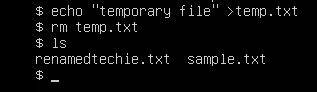 $ echo "temporary file" >temp.txt
$ rm temp.txt
$ ls
renamedtechie.txt  sample.txt
$ _